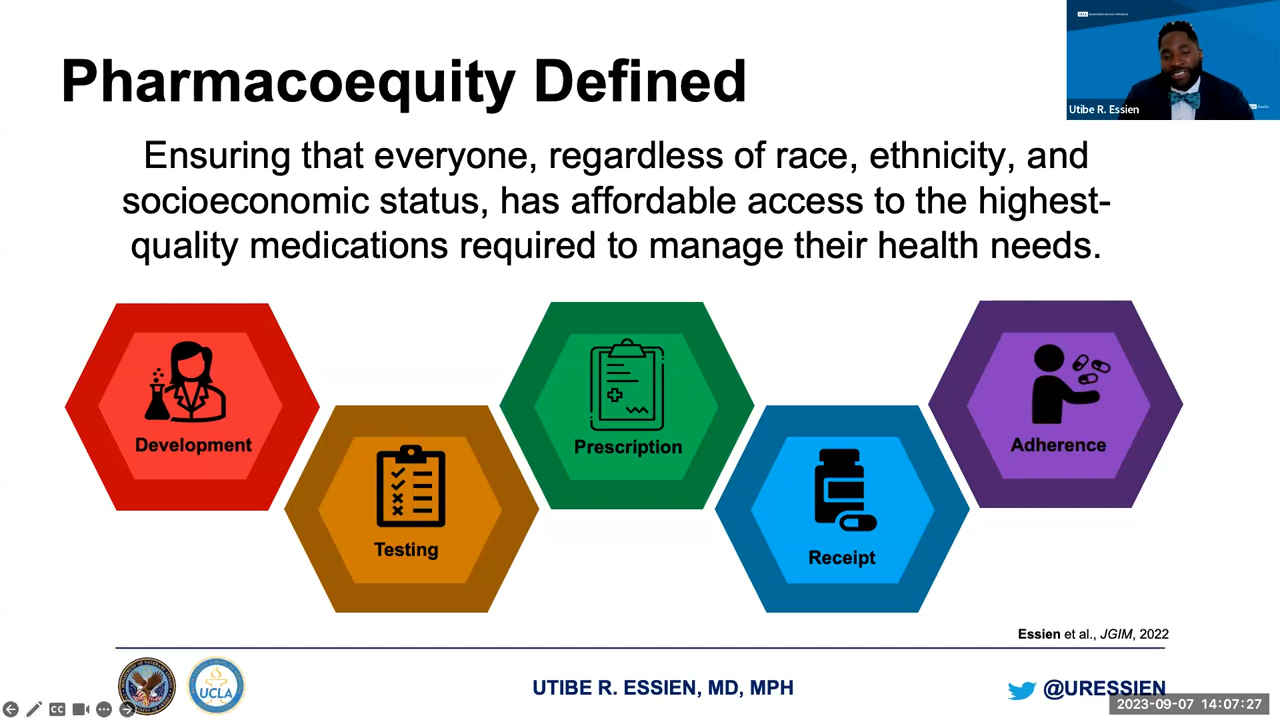 Pharmacoequity Defined
Utibe R. Essien
Ensuring that everyone, regardless of race, ethnicity, and
socioeconomic status, has affordable access to the highest-
quality medications required to manage their health needs.
Development
Testing
Prescription
Receipt
Adherence
Essien et al., JGIM, 2022
UCLA
UTIBE R. ESSIEN, MD, MPH
@URESSIEN
CC
2023-09-07 14:07:27